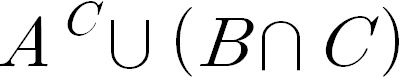 A ^C ∪ (B ∩ C)